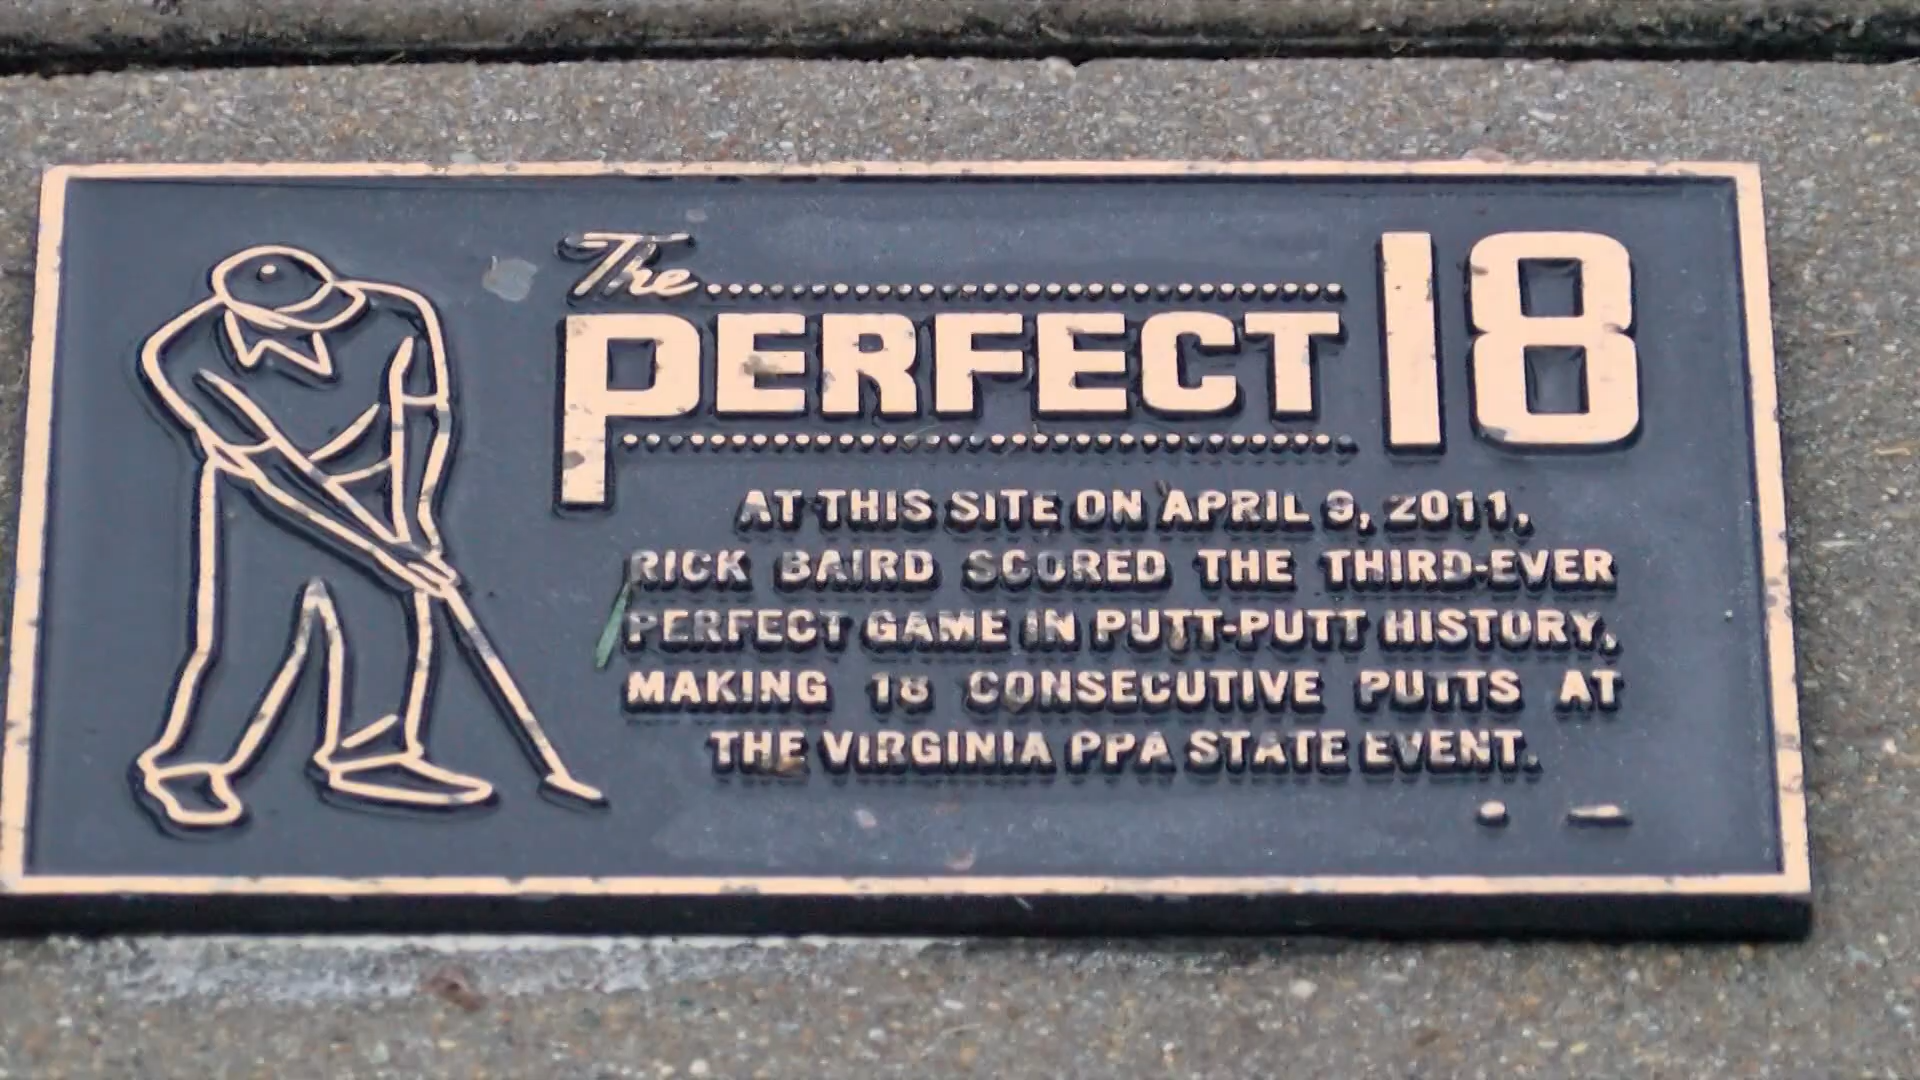 The
PERFECT 18
AT THIS SITE ON APRIL 9, 2011,
RICK BAIRD SCORED THE THIRD-EVER
PERFECT GAME IN PUTT-PUTT HISTORY,
MAKING 18 CONSECUTIVE PUTTS AT
THE VIRGINIA PPA STATE EVENT.